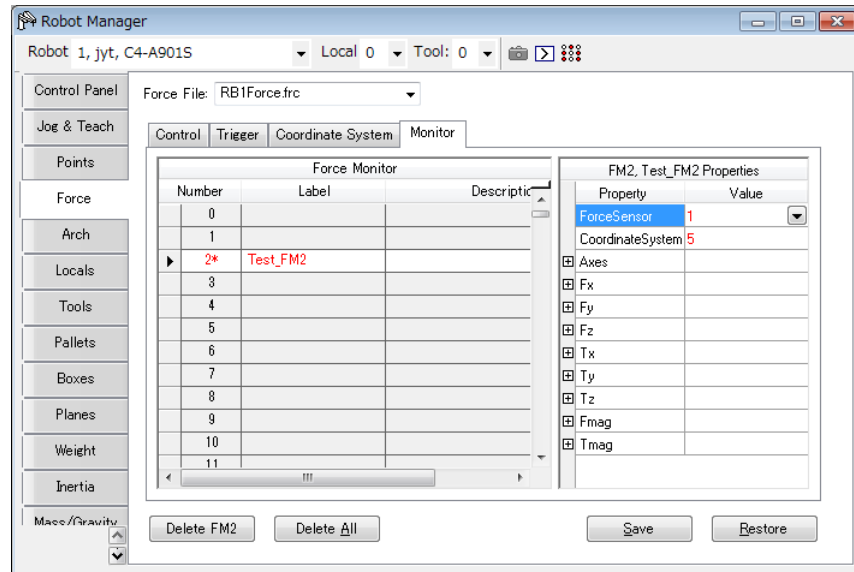 Robot Manager
Robot 1, jyt, C4-A901S Local 0 Tool: 0
Control Panel
Jog & Teach
Points
Force
Arch
Locals
Tools
Pallets
Boxes
Planes
Weight
Inertia
Mass/Gravity
Force File: RB1Force.frc
Control Trigger Coordinate System Monitor
Force Monitor
Number Label Descriptic
0
1
2* Test_FM2
3
4
5
6
7
8
9
10
11
FM2, Test_FM2 Properties
Property Value
ForceSensor 1
CoordinateSystem 5
Axes
Fx
Fy
Fz
Tx
Ty
Tz
Fmag
Tmag
Delete FM2 Delete All Save Restore